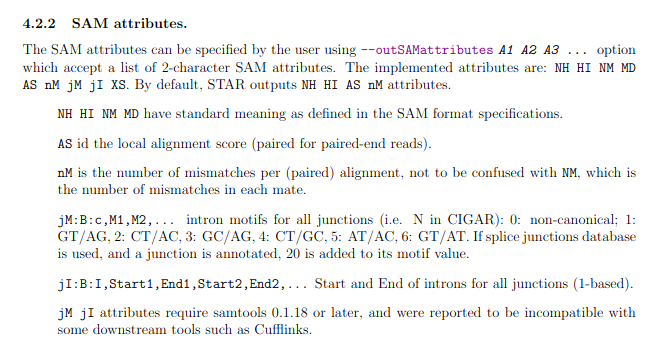 4.2.2 SAM attributes.
The SAM attributes can be specified by the user using --outSAMattributes A1 A2 A3 ... option
which accept a list of 2-character SAM attributes. The implemented attributes are: NH HI NM MD
AS nM jM jI XS. By default, STAR outputs NH HI AS nM attributes.
NH HI NM MD have standard meaning as defined in the SAM format specifications.
AS id the local alignment score (paired for paired-end reads).
nM is the number of mismatches per (paired) alignment, not to be confused with NM, which is
the number of mismatches in each mate.
jM:B:c,M1,M2,... intron motifs for all junctions (i.e. N in CIGAR): 0: non-canonical; 1:
GT/AG, 2: CT/AC, 3: GC/AG, 4: CT/GC, 5: AT/AC, 6: GT/AT. If splice junctions database
is used, and a junction is annotated, 20 is added to its motif value.
jI:B:I,Start1,End1,Start2,End2,... Start and End of introns for all junctions (1-based).
jM jI attributes require samtools 0.1.18 or later, and were reported to be incompatible with
some downstream tools such as Cufflinks.